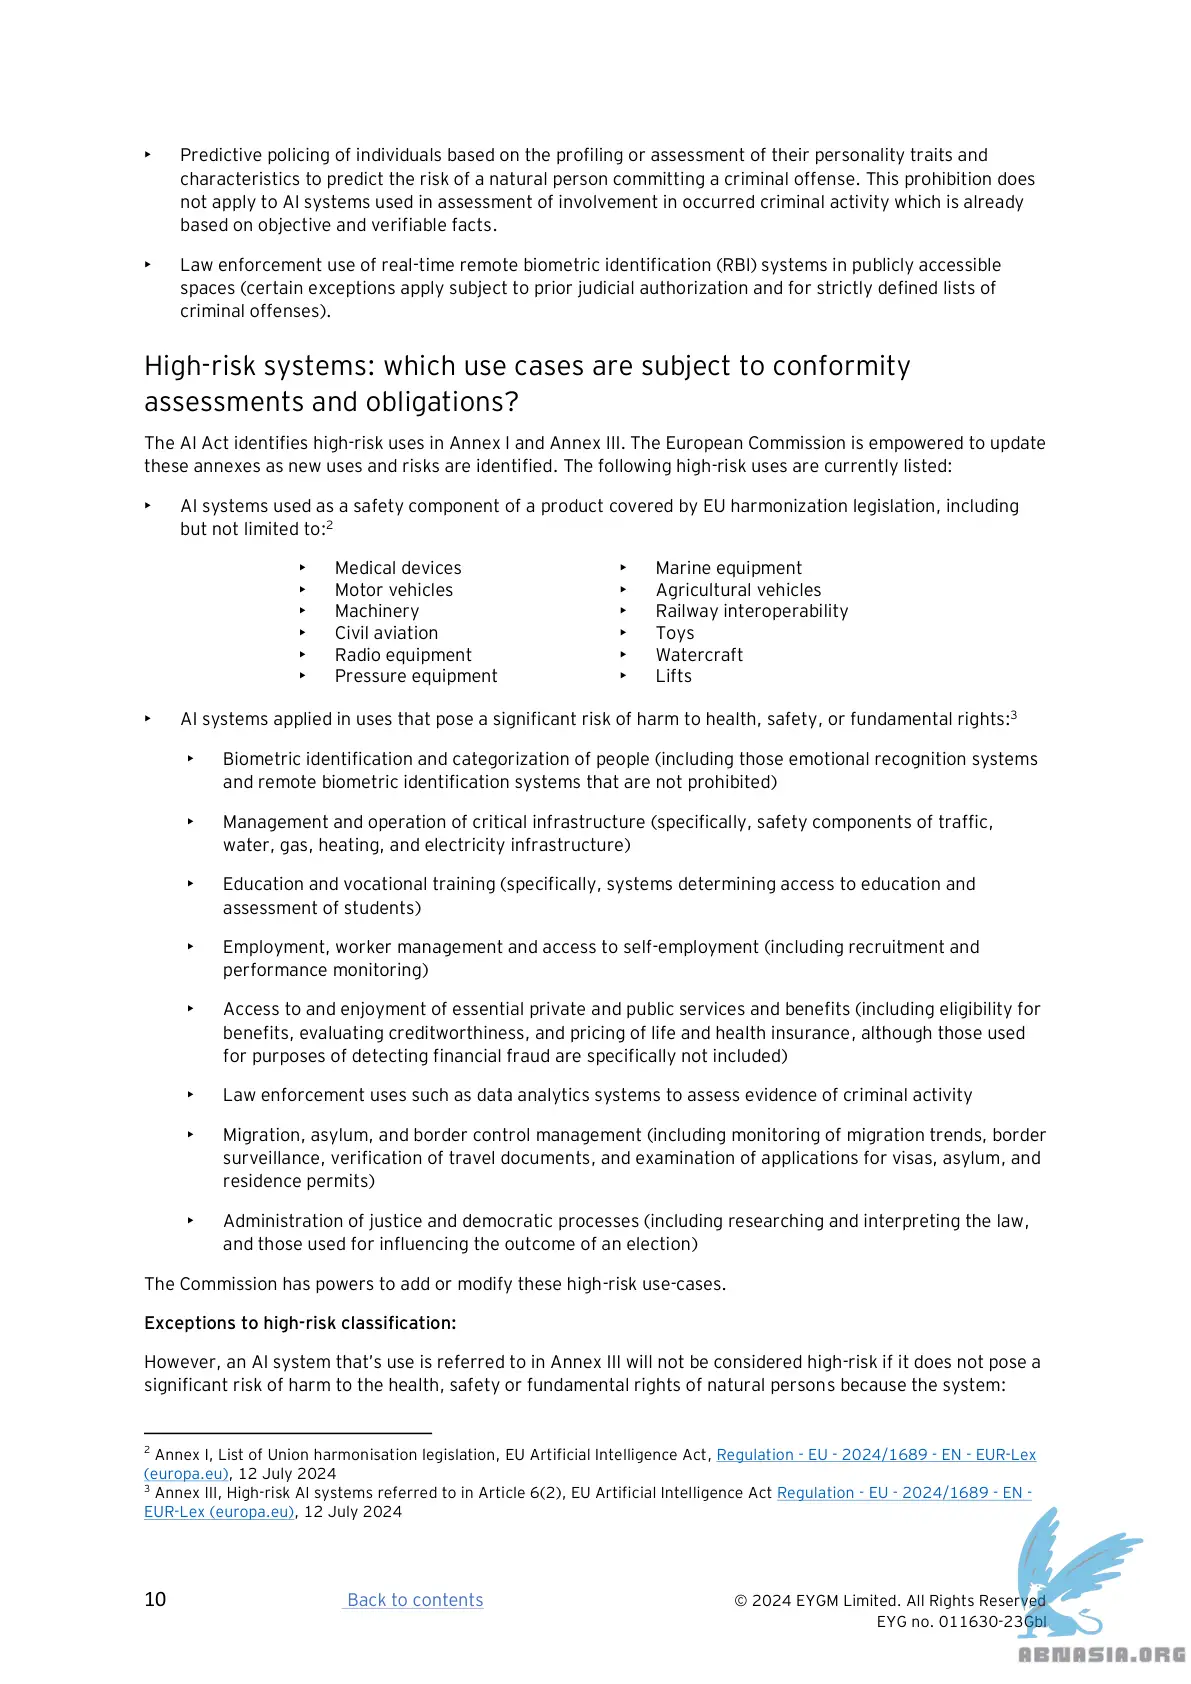 ‣ Predictive policing of individuals based on the profiling or assessment of their personality traits and
characteristics to predict the risk of a natural person committing a criminal offense. This prohibition does
not apply to AI systems used in assessment of involvement in occurred criminal activity which is already
based on objective and verifiable facts.
‣ Law enforcement use of real-time remote biometric identification (RBI) systems in publicly accessible
spaces (certain exceptions apply subject to prior judicial authorization and for strictly defined lists of
criminal offenses).
High-risk systems: which use cases are subject to conformity
assessments and obligations?
The AI Act identifies high-risk uses in Annex I and Annex III. The European Commission is empowered to update
these annexes as new uses and risks are identified. The following high-risk uses are currently listed:
‣ AI systems used as a safety component of a product covered by EU harmonization legislation, including
but not limited to:2
‣ Medical devices
‣ Motor vehicles
‣ Machinery
‣ Civil aviation
‣ Radio equipment
‣ Pressure equipment
‣ Marine equipment
‣ Agricultural vehicles
‣ Railway interoperability
‣ Toys
‣ Watercraft
‣ Lifts
‣ AI systems applied in uses that pose a significant risk of harm to health, safety, or fundamental rights:3
‣ Biometric identification and categorization of people (including those emotional recognition systems
and remote biometric identification systems that are not prohibited)
‣ Management and operation of critical infrastructure (specifically, safety components of traffic,
water, gas, heating, and electricity infrastructure)
‣ Education and vocational training (specifically, systems determining access to education and
assessment of students)
‣ Employment, worker management and access to self-employment (including recruitment and
performance monitoring)
‣ Access to and enjoyment of essential private and public services and benefits (including eligibility for
benefits, evaluating creditworthiness, and pricing of life and health insurance, although those used
for purposes of detecting financial fraud are specifically not included)
‣ Law enforcement uses such as data analytics systems to assess evidence of criminal activity
‣ Migration, asylum, and border control management (including monitoring of migration trends, border
surveillance, verification of travel documents, and examination of applications for visas, asylum, and
residence permits)
‣ Administration of justice and democratic processes (including researching and interpreting the law,
and those used for influencing the outcome of an election)
The Commission has powers to add or modify these high-risk use-cases.
Exceptions to high-risk classification:
However, an AI system that’s use is referred to in Annex III will not be considered high-risk if it does not pose a
significant risk of harm to the health, safety or fundamental rights of natural persons because the system:
2 Annex I, List of Union harmonisation legislation, EU Artificial Intelligence Act, Regulation - EU - 2024/1689 - EN - EUR-Lex
(europa.eu), 12 July 2024
3 Annex III, High-risk AI systems referred to in Article 6(2), EU Artificial Intelligence Act Regulation - EU - 2024/1689 - EN -
EUR-Lex (europa.eu), 12 July 2024
10 Back to contents © 2024 EYGM Limited. All Rights Reserved
EYG no. 011630-23Gbl
ABNASIA.ORG